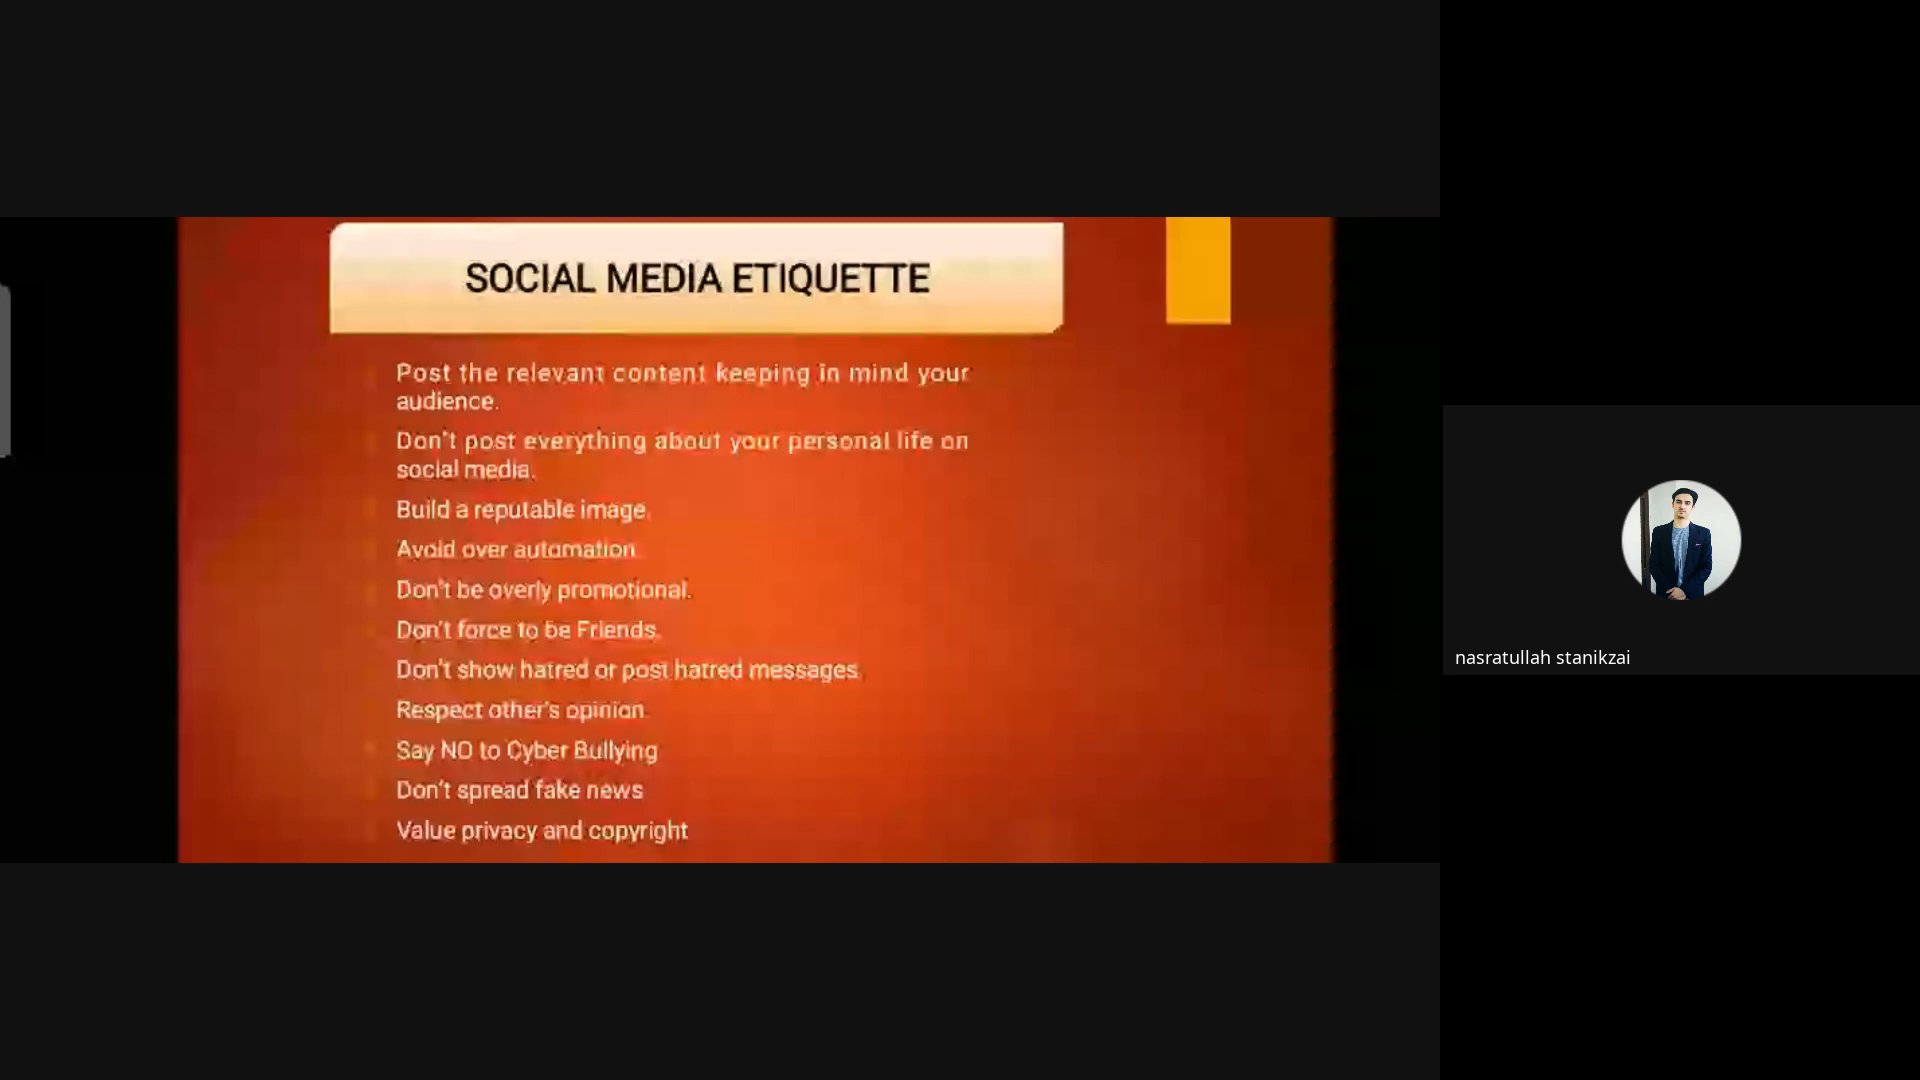 SOCIAL MEDIA ETIQUETTE
Post the relevant content keeping in mind your
audience.
Don't post everything about your personal life on
social media.
Build a reputable image.
Avoid over automation.
Don't be overly promotional.
Don't force to be Friends.
Don't show hatred or post hatred messages.
Respect other's opinion.
Say NO to Cyber Bullying
Don't spread fake news
Value privacy and copyright
nasratullah stanikzai